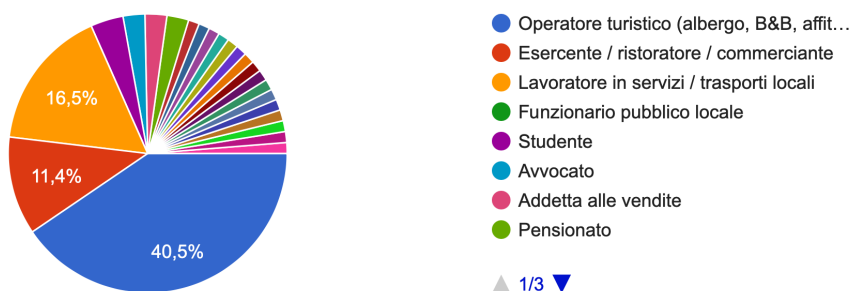 16,5%
11,4%
40,5%
Operatore turistico (albergo, B&B, affit…
Esercente / ristoratore / commerciante
Lavoratore in servizi / trasporti locali
Funzionario pubblico locale
Studente
Avvocato
Addetta alle vendite
Pensionato
1/3